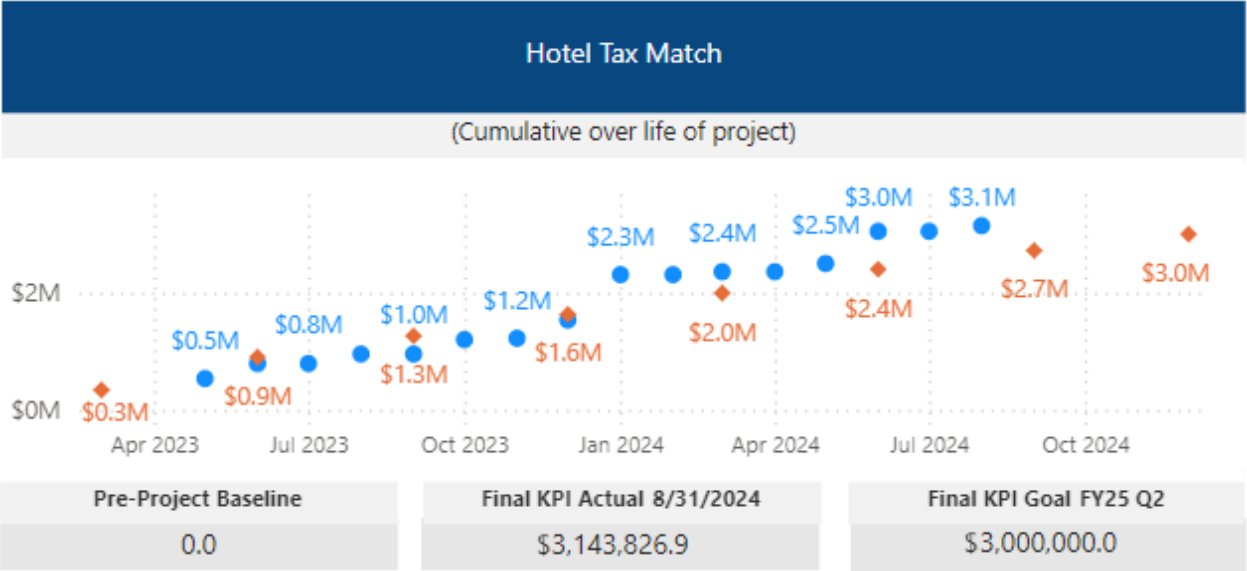 Hotel Tax Match
(Cumulative over life of project)
$3.0M $3.1M
$2.3M $2.4M $2.5M
$2M
$1.2M
$1.0M
$0.8M
$0.5M
$3.0M
$2.7M
$2.4M
$2.0M
$1.6M
$1.3M
$0.9M
$0M $0.3M
Apr 2023 Jul 2023 Oct 2023 Jan 2024 Apr 2024 Jul 2024 Oct 2024
Pre-Project Baseline Final KPI Actual 8/31/2024 Final KPI Goal FY25 Q2
0.0 $3,143,826.9 $3,000,000.0